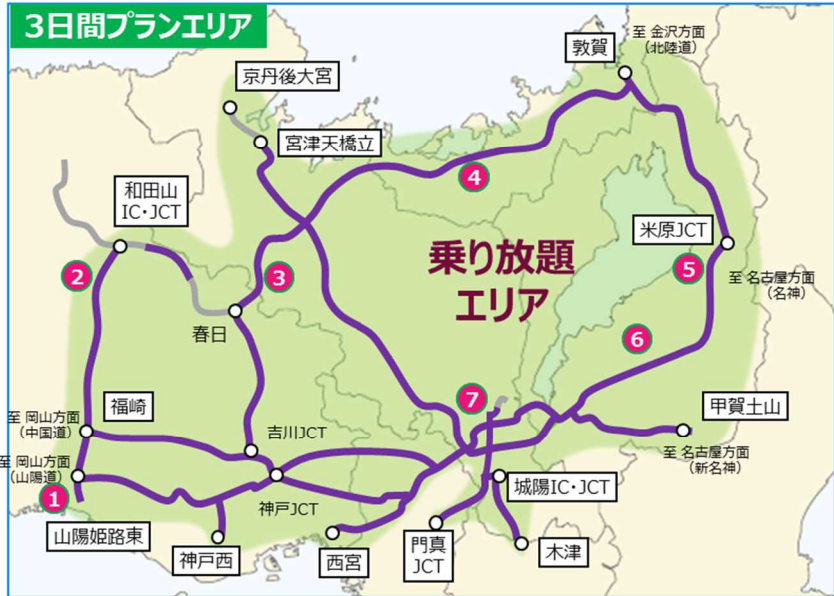 3日間プランエリア
至 金沢方面
(北陸道)
敦賀
京丹後大宮
宮津天橋立
4
和田山
IC・JCT
米原JCT
2
3
乗り放題
エリア
5
至 名古屋方面
(名神)
春日
6
7
福崎
甲賀土山
至 岡山方面
(中国道)
吉川JCT
至 名古屋方面
(新名神)
至 岡山方面
(山陽道)
1
神戸JCT
城陽IC・JCT
山陽姫路東
神戸西
西宮
門真
JCT
木津